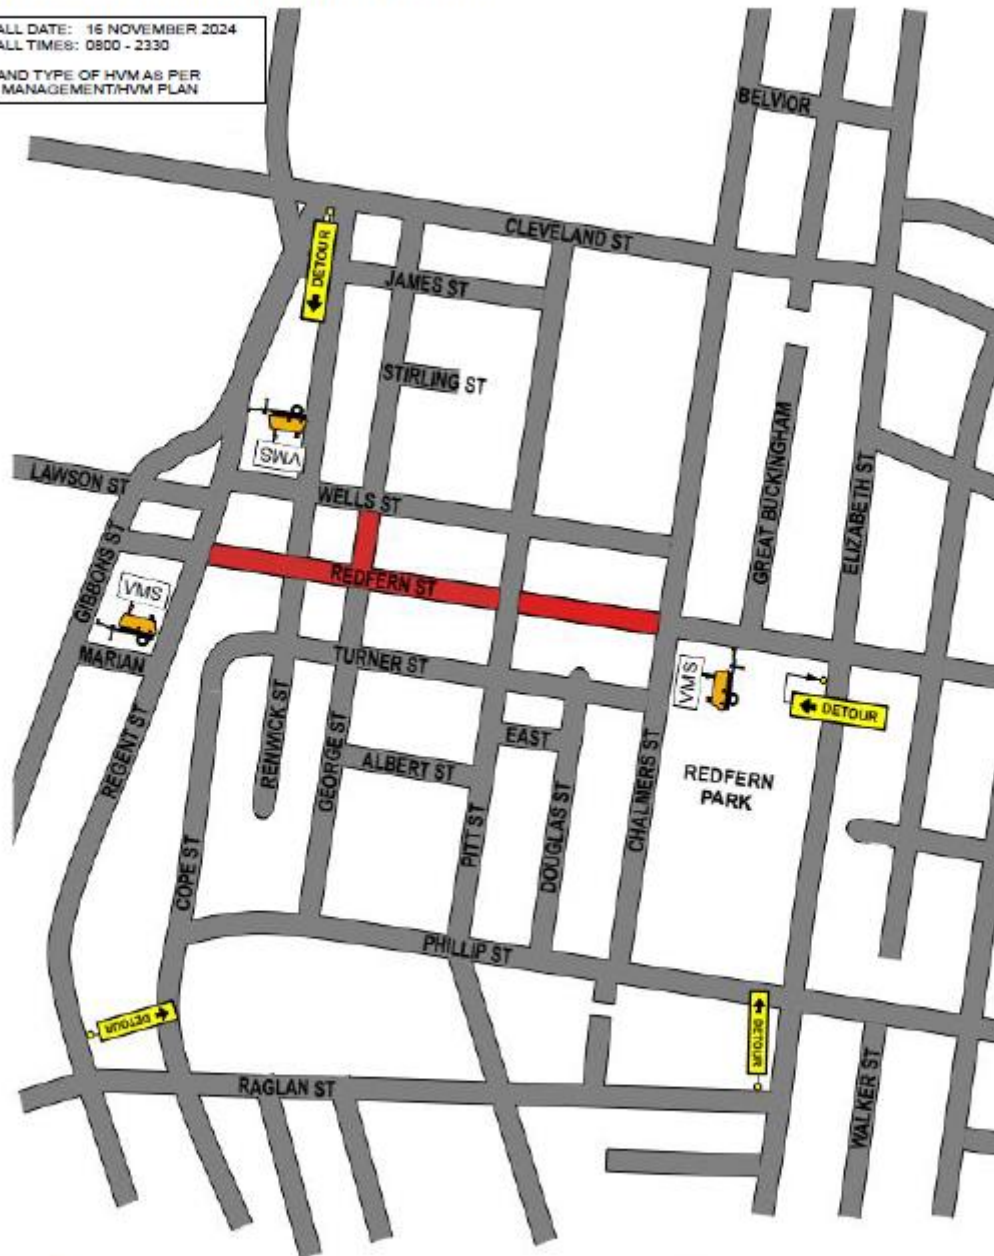 ALL DATE: 16 NOVEMBER 2024
ALL TIMES: 0800 - 2330
AND TYPE OF HVM AS PER
MANAGEMENT/HVM PLAN
BELVIOR
CLEVELAND ST
DETOUR
JAMES ST
STIRLING ST
VMS
LAWSON ST
WELLS ST
GREAT BUCKINGHAM
ELIZABETH ST
GIBBONS ST
REDFERN ST
VMS
MARIAN
TURNER ST
VMS
DETOUR
REGENT ST
RENWICK ST
GEORGE ST
ALBERT ST
EAST
REDFERN
PARK
PITT ST
DOUGLAS ST
CHALMERS ST
COPE ST
PHILLIP ST
DETOUR
DETOUR
RAGLAN ST
WALKER ST